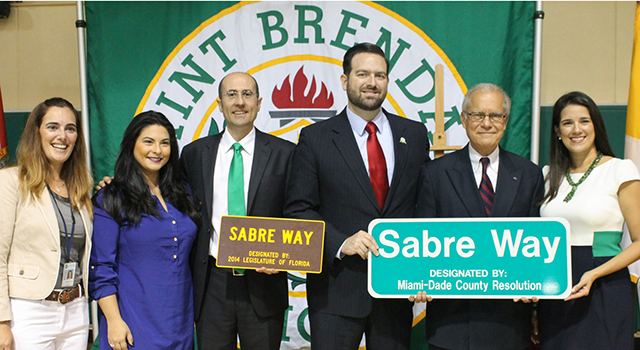 SAINT BRENDAN
SABRE WAY
DESIGNATED BY:
2014 LEGISLATURE OF FLORIDA
Sabre Way
DESIGNATED BY:
Miami-Dade County Resolution